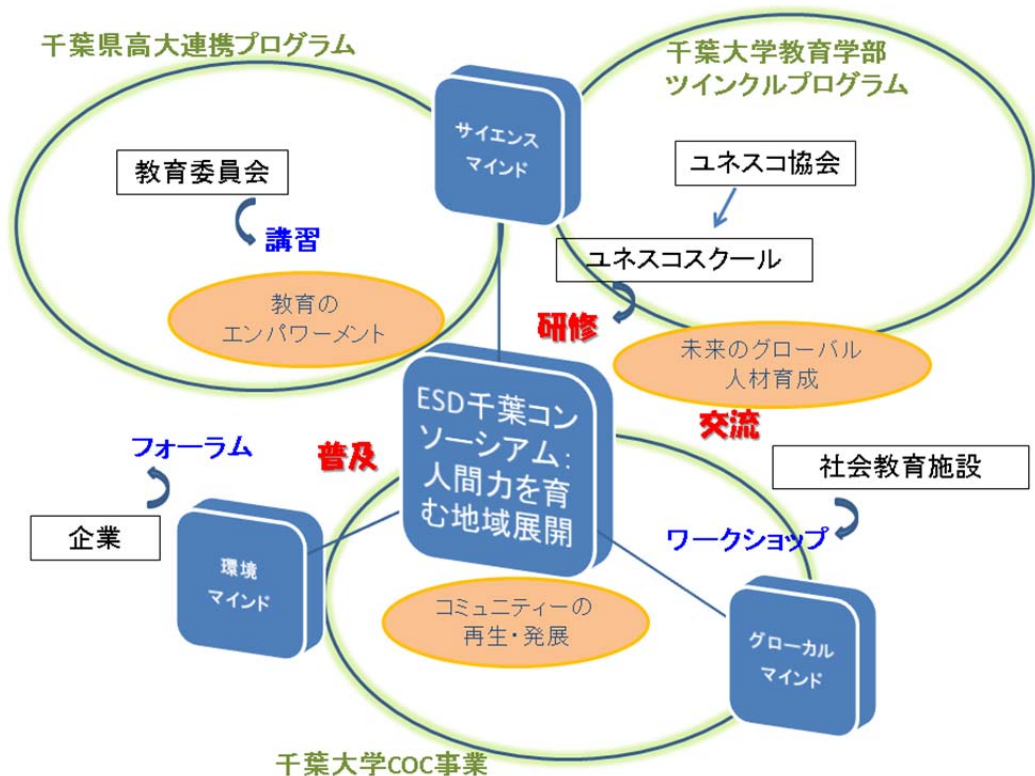 千葉県高大連携プログラム
千葉大学教育学部
ツインクルプログラム
サイエンス
マインド
教育委員会
ユネスコ協会
講習
ユネスコスクール
教育の
エンパワーメント
研修
未来のグローバル
人材育成
ESD千葉コン
ソーシアム：
人間力を育
む地域展開
交流
フォーラム
普及
社会教育施設
企業
ワークショップ
環境
マインド
コミュニティーの
再生・発展
グローカル
マインド
千葉大学COC事業